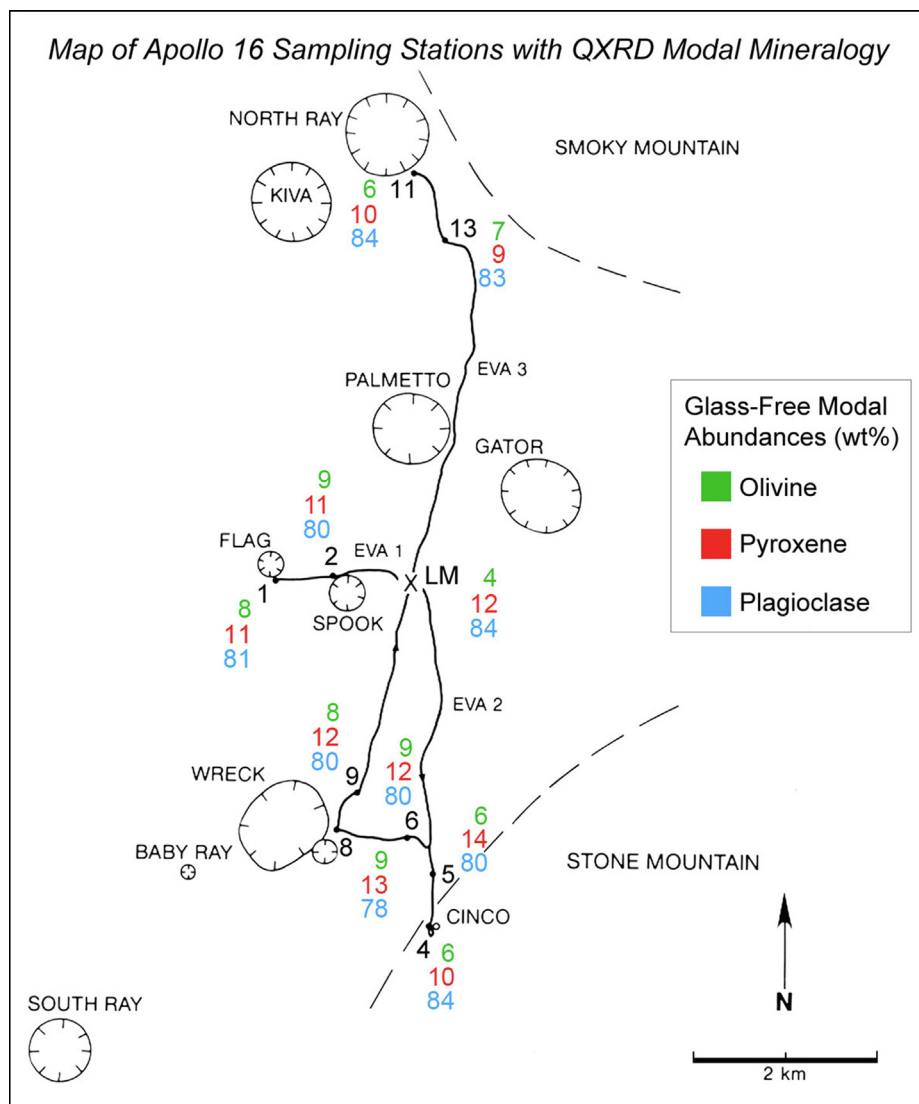 Map of Apollo 16 Sampling Stations with QXRD Modal Mineralogy
NORTH RAY
SMOKY MOUNTAIN
KIVA
11
6
10
84
13
7
9
83
EVA 3
PALMETTO
GATOR
Glass-Free Modal
Abundances (wt%)
Olivine
Pyroxene
Plagioclase
9
11
80
FLAG
2
EVA 1
X LM
1
SPOOK
4
12
84
8
11
81
EVA 2
8
12
80
9
12
80
WRECK
9
6
8
6
14
80
BABY RAY
5
STONE MOUNTAIN
9
13
78
CINCO
4
6
10
84
N
SOUTH RAY
2 km